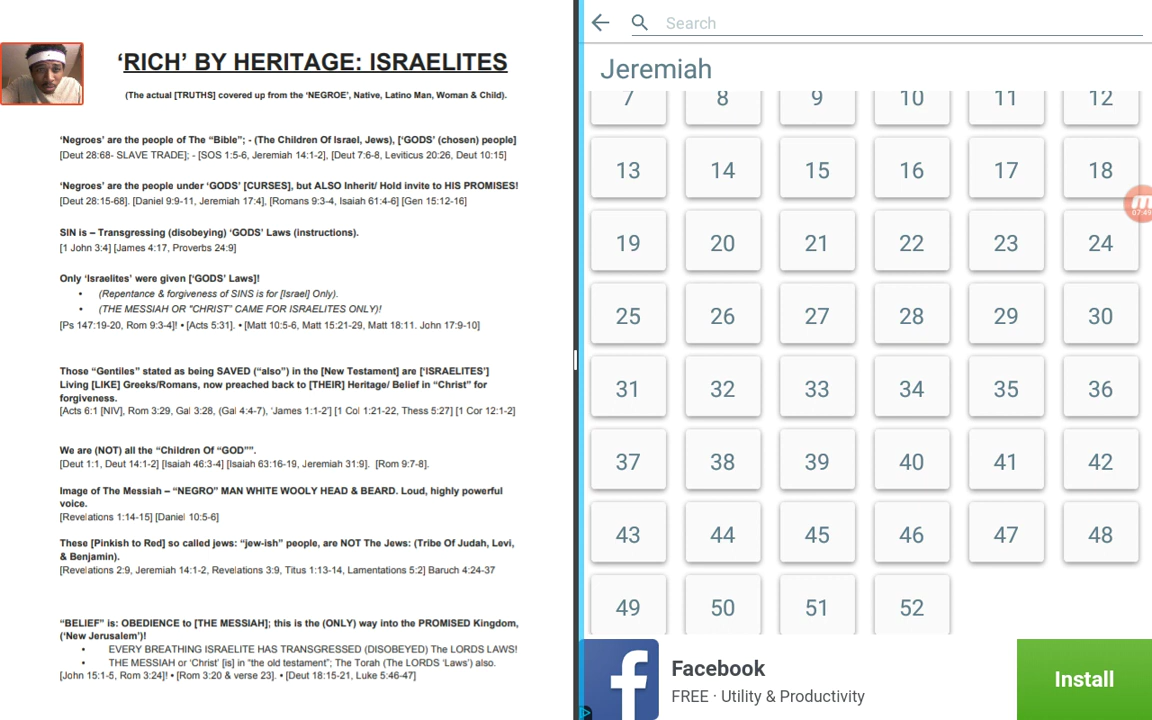 ‘RICH’ BY HERITAGE: ISRAELITES
(The actual [TRUTHS] covered up from the ‘NEGROE’, Native, Latino Man, Woman & Child).
‘Negroes’ are the people of The “Bible”; - (The Children Of Israel, Jews), [‘GODS’ (chosen) people]
[Deut 28:68- SLAVE TRADE]; - [SOS 1:5-6, Jeremiah 14:1-2], [Deut 7:6-8, Leviticus 20:26, Deut 10:15]
‘Negroes’ are the people under ‘GODS’ [CURSES], but ALSO Inherit/ Hold invite to HIS PROMISES!
[Deut 28:15-68]. [Daniel 9:9-11, Jeremiah 17:4], [Romans 9:3-4, Isaiah 61:4-6] [Gen 15:12-16]
SIN is – Transgressing (disobeying) ‘GODS’ Laws (instructions).
[1 John 3:4] [James 4:17, Proverbs 24:9]
Only ‘Israelites’ were given [‘GODS’ Laws]!
• (Repentance & forgiveness of SINS is for [Israel] Only).
• (THE MESSIAH OR “CHRIST” CAME FOR ISRAELITES ONLY)!
[Ps 147:19-20, Rom 9:3-4]! • [Acts 5:31]. • [Matt 10:5-6, Matt 15:21-29, Matt 18:11. John 17:9-10]
Those “Gentiles” stated as being SAVED (“also”) in the [New Testament] are [‘ISRAELITES’]
Living [LIKE] Greeks/Romans, now preached back to [THEIR] Heritage/ Belief in “Christ” for
forgiveness.
[Acts 6:1 [NIV], Rom 3:29, Gal 3:28, (Gal 4:4-7), ‘James 1:1-2’] [1 Col 1:21-22, Thess 5:27] [1 Cor 12:1-2]
We are (NOT) all the “Children Of “GOD””.
[Deut 1:1, Deut 14:1-2] [Isaiah 46:3-4] [Isaiah 63:16-19, Jeremiah 31:9]. [Rom 9:7-8].
Image of The Messiah – “NEGRO” MAN WHITE WOOLY HEAD & BEARD. Loud, highly powerful
voice.
[Revelations 1:14-15] [Daniel 10:5-6]
These [Pinkish to Red] so called jews: “jew-ish” people, are NOT The Jews: (Tribe Of Judah, Levi,
& Benjamin).
[Revelations 2:9, Jeremiah 14:1-2, Revelations 3:9, Titus 1:13-14, Lamentations 5:2] Baruch 4:24-37
“BELIEF” is: OBEDIENCE to [THE MESSIAH]; this is the (ONLY) way into the PROMISED Kingdom,
(‘New Jerusalem’)!
• EVERY BREATHING ISRAELITE HAS TRANSGRESSED (DISOBEYED) The LORDS LAWS!
• THE MESSIAH or ‘Christ’ [is] in “the old testament”; The Torah (The LORDS ‘Laws’) also.
[John 15:1-5, Rom 3:24]! • [Rom 3:20 & verse 23]. • [Deut 18:15-21, Luke 5:46-47]
Search
Jeremiah
7 8 9 10 11 12
13 14 15 16 17 18
07:49
19 20 21 22 23 24
25 26 27 28 29 30
31 32 33 34 35 36
37 38 39 40 41 42
43 44 45 46 47 48
49 50 51 52
Facebook
FREE · Utility & Productivity
Install